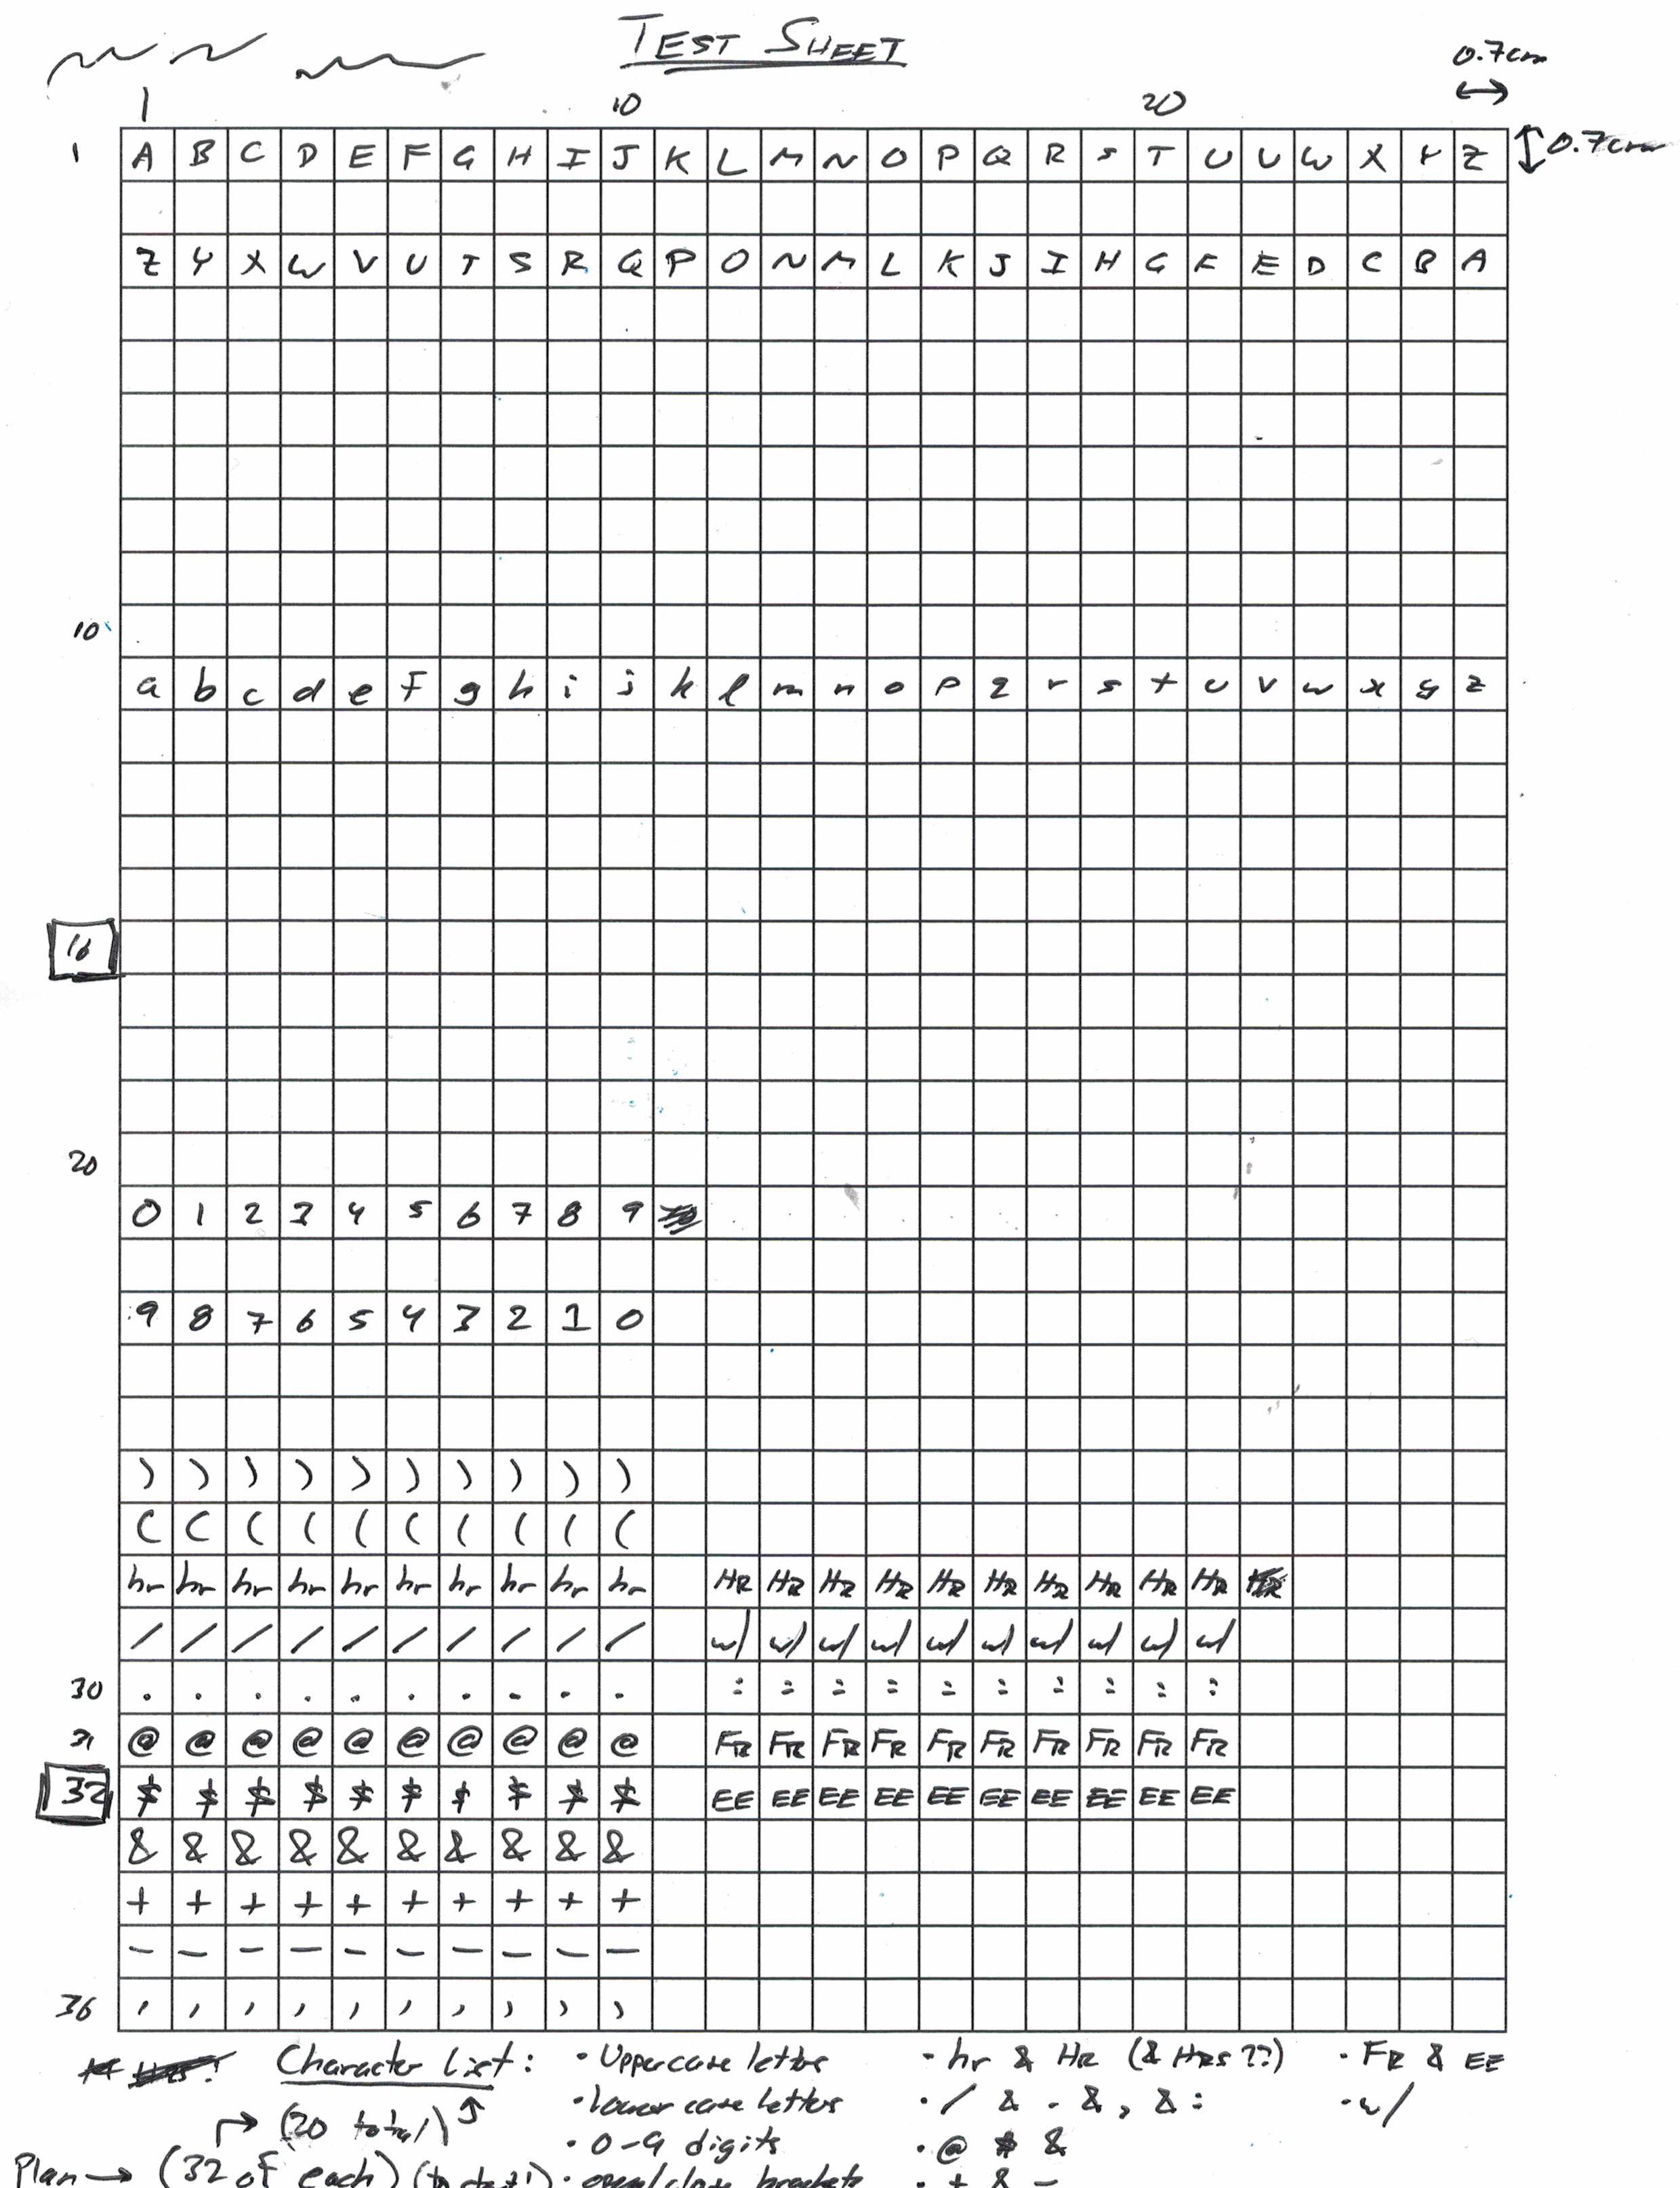 TEST SHEET
0.7cm
1 10 20
1 A B C D E F G H I J K L M N O P Q R S T U V W X Y Z 0.7cm
Z Y X W V U T S R Q P O N M L K J I H G F E D C B A
10
a b c d e f g h i j k l m n o p q r s t u v w x y z
16
20
0 1 2 3 4 5 6 7 8 9
9 8 7 6 5 4 3 2 1 0
) ) ) ) ) ) ) ) ) )
( ( ( ( ( ( ( ( ( (
hr hr hr hr hr hr hr hr hr hr HR HR HR HR HR HR HR HR HR HR
/ / / / / / / / / / w/ w/ w/ w/ w/ w/ w/ w/ w/ w/
30 . . . . . . . . . . : : : : : : : : : :
31 @ @ @ @ @ @ @ @ @ @ FR FR FR FR FR FR FR FR FR FR
32 $ $ $ $ $ $ $ $ $ $ EE EE EE EE EE EE EE EE EE EE
& & & & & & & & & &
+ + + + + + + + + +
- - - - - - - - - -
36 , , , , , , , , , ,
Character List: • Uppercase letters • hr & HR (& HRs ??) • FR & EE
• lower case letters • / & . & , & : • w/
→ (20 total) ↑ • 0-9 digits • @ $ &
Plan → (32 of each) (to start!) • open/close brackets • + & -